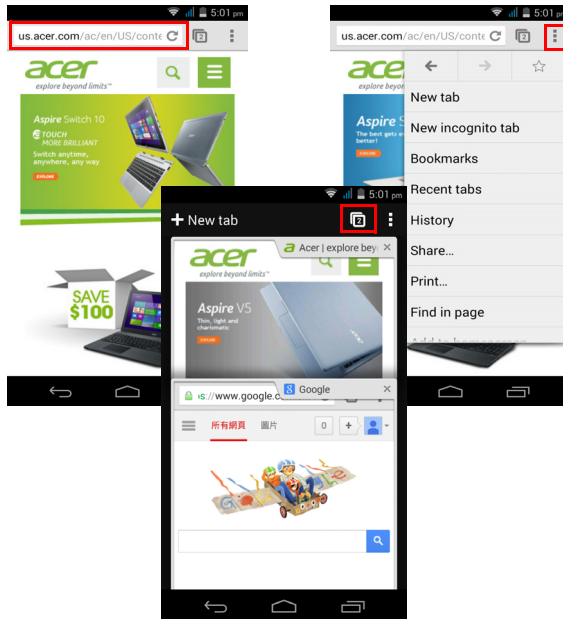 5:01 pm
us.acer.com/ac/en/US/conte
2
acer
explore beyond limits™
Aspire Switch 10
TOUCH
MORE BRILLIANT
Switch anytime,
anywhere, any way
EXPLORE
SAVE
$100
5:01 pm
us.acer.com/ac/en/US/conte
2
New tab
New incognito tab
Bookmarks
Recent tabs
History
Share...
Print...
Find in page
5:01 pm
New tab
2
Acer | explore bey
acer
explore beyond limits™
Aspire V5
Thin, light and
charismatic
EXPLORE
Google
s://www.google.c
所有網頁
圖片
0
+